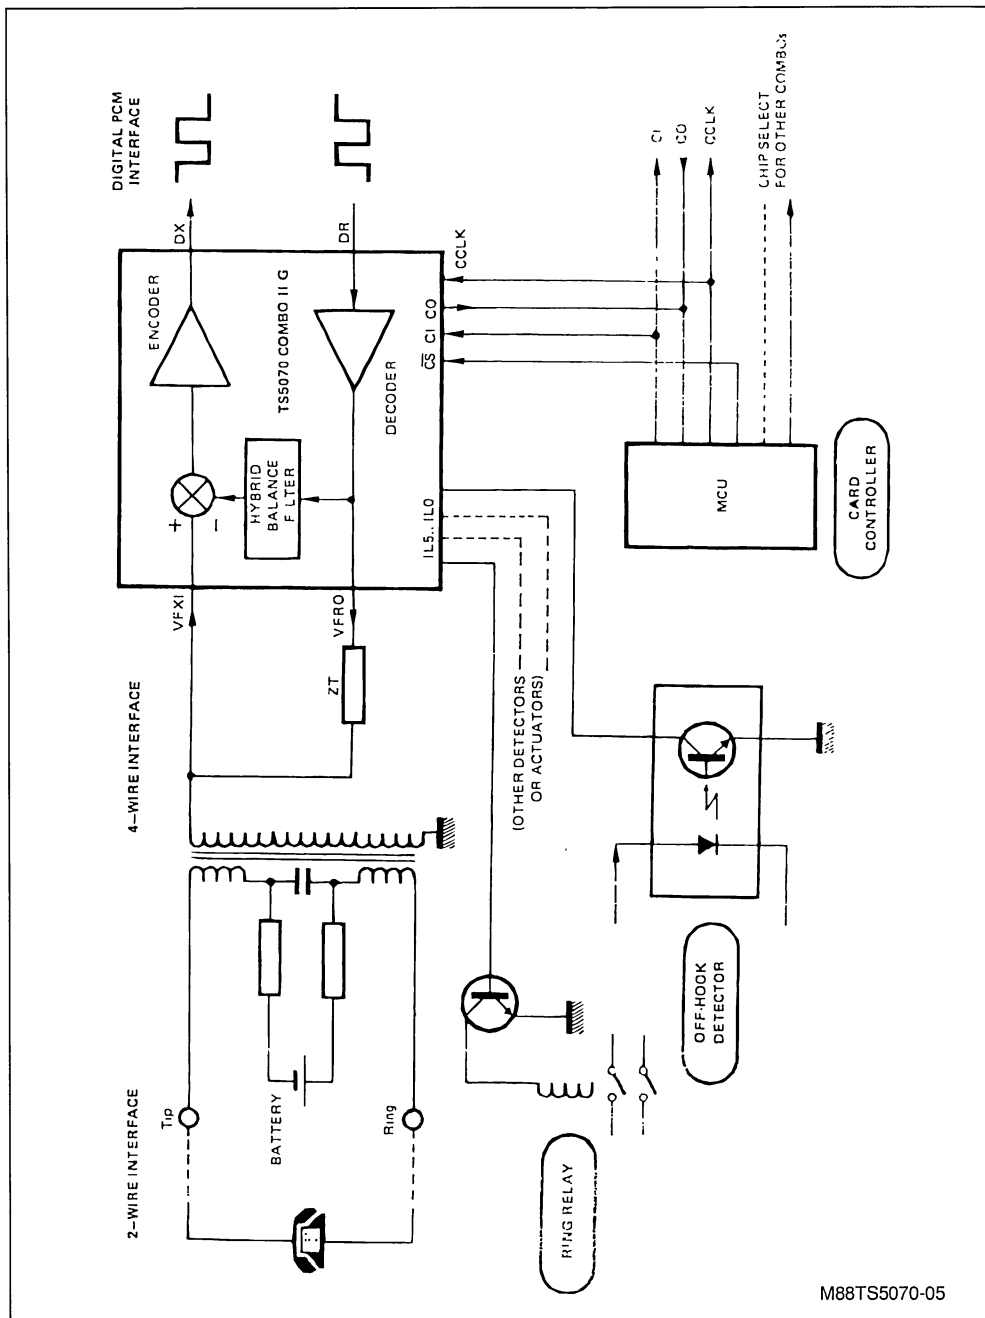 2-WIRE INTERFACE
4-WIRE INTERFACE
DIGITAL PCM
INTERFACE
Tip
BATTERY
Ring
VFXI
+
−
ENCODER
DX
HYBRID
BALANCE
F LTER
TS5070 COMBO II G
ZT
VFRO
DECODER
DR
IL5.. IL0
CS
CI
CO
CCLK
(OTHER DETECTORS
OR ACTUATORS)
RING RELAY
OFF-HOOK
DETECTOR
MCU
CARD
CONTROLLER
CI
CO
CCLK
CHIP SELECT
FOR OTHER COMBOs
M88TS5070-05